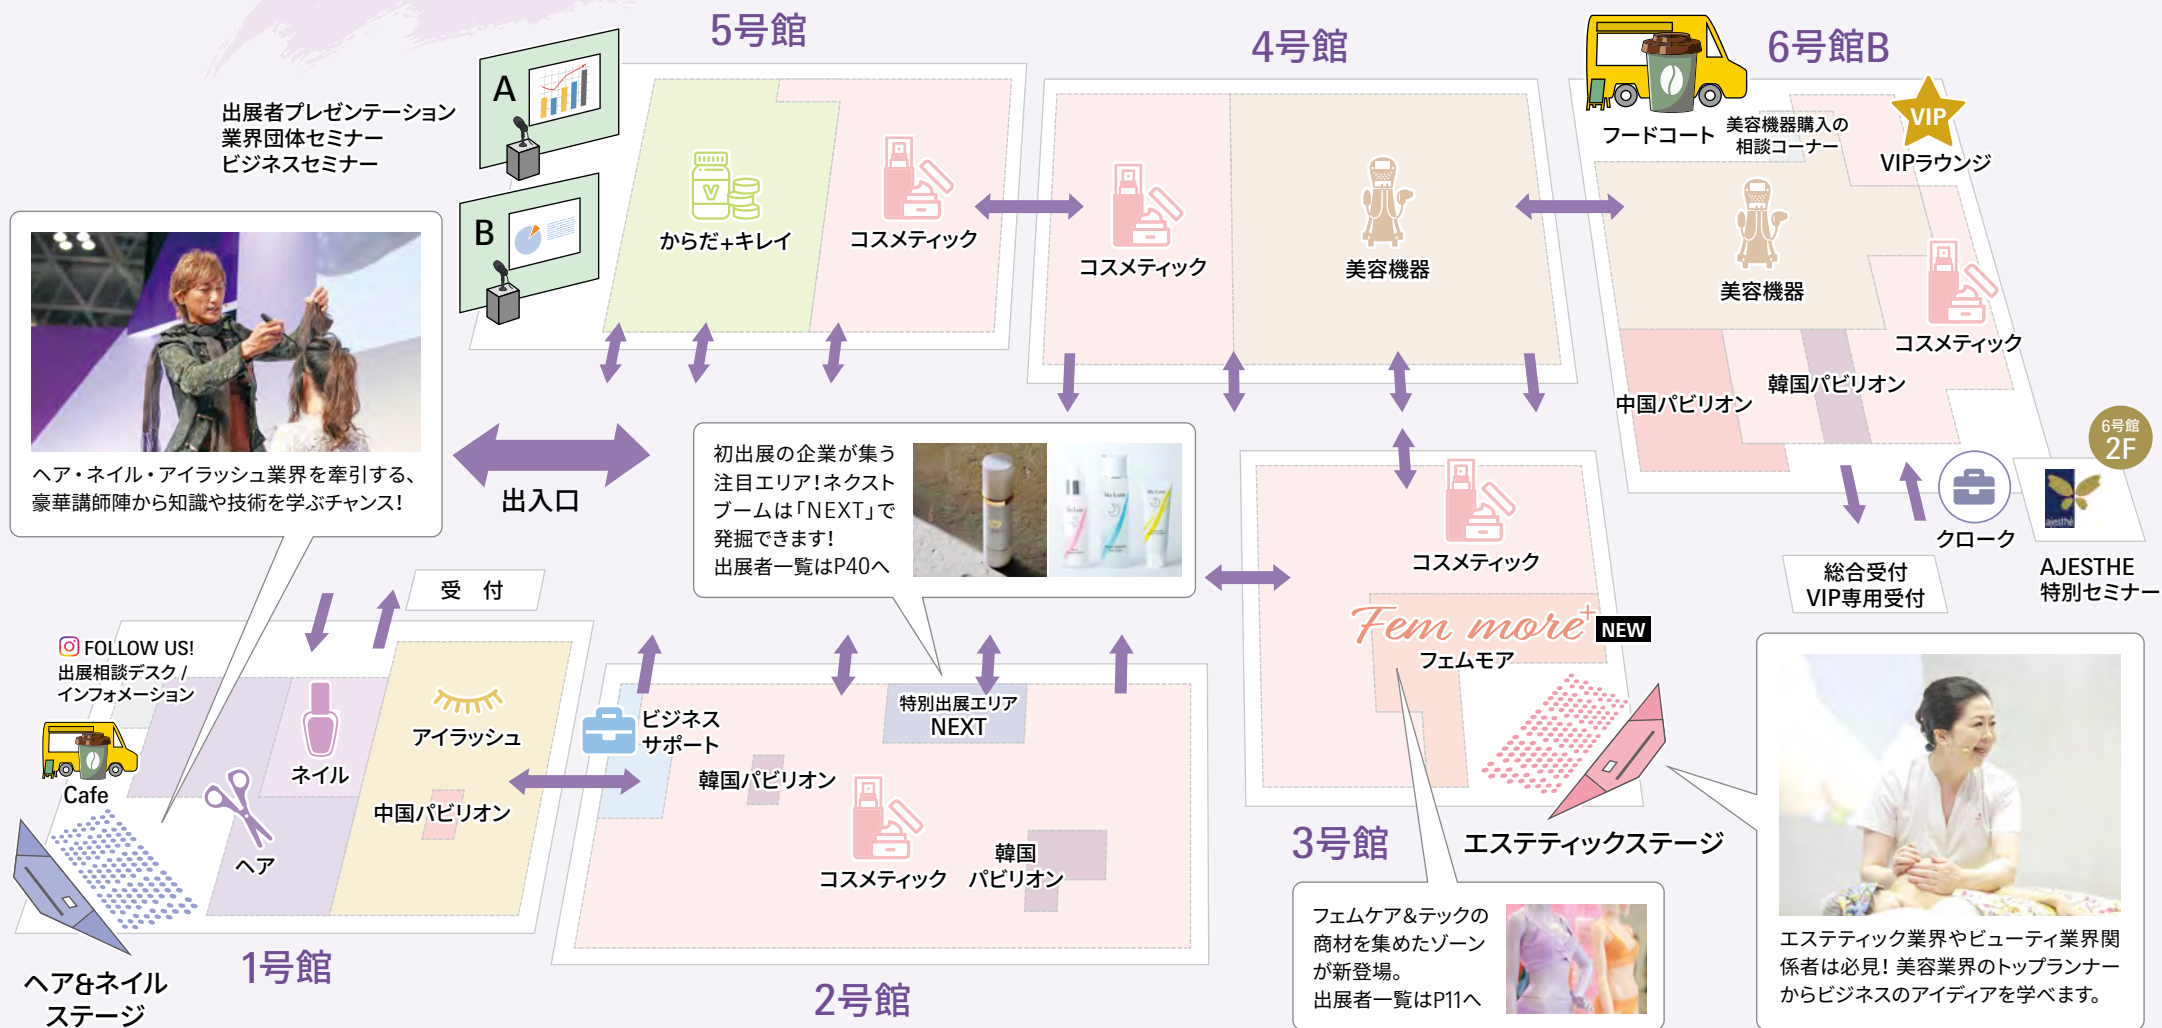 5号館
4号館
6号館B
出展者プレゼンテーション
業界団体セミナー
ビジネスセミナー
A
B
からだ+キレイ
コスメティック
コスメティック
美容機器
フードコート
美容機器購入の
相談コーナー
VIP
VIPラウンジ
美容機器
コスメティック
中国パビリオン
韓国パビリオン
6号館
2F
ajesthe
クローク
AJESTHE
特別セミナー
総合受付
VIP専用受付
ヘア・ネイル・アイラッシュ業界を牽引する、
豪華講師陣から知識や技術を学ぶチャンス!
出入口
初出展の企業が集う
注目エリア!ネクスト
ブームは「NEXT」で
発掘できます!
出展者一覧はP40へ
コスメティック
Fem more+
NEW
フェムモア
エステティックステージ
3号館
フェムケア&テックの
商材を集めたゾーン
が新登場。
出展者一覧はP11へ
エステティック業界やビューティ業界関
係者は必見! 美容業界のトップランナー
からビジネスのアイディアを学べます。
受 付
FOLLOW US!
出展相談デスク /
インフォメーション
Cafe
ネイル
アイラッシュ
中国パビリオン
ヘア
1号館
ヘア&ネイル
ステージ
ビジネス
サポート
特別出展エリア
NEXT
韓国パビリオン
コスメティック
韓国
パビリオン
2号館